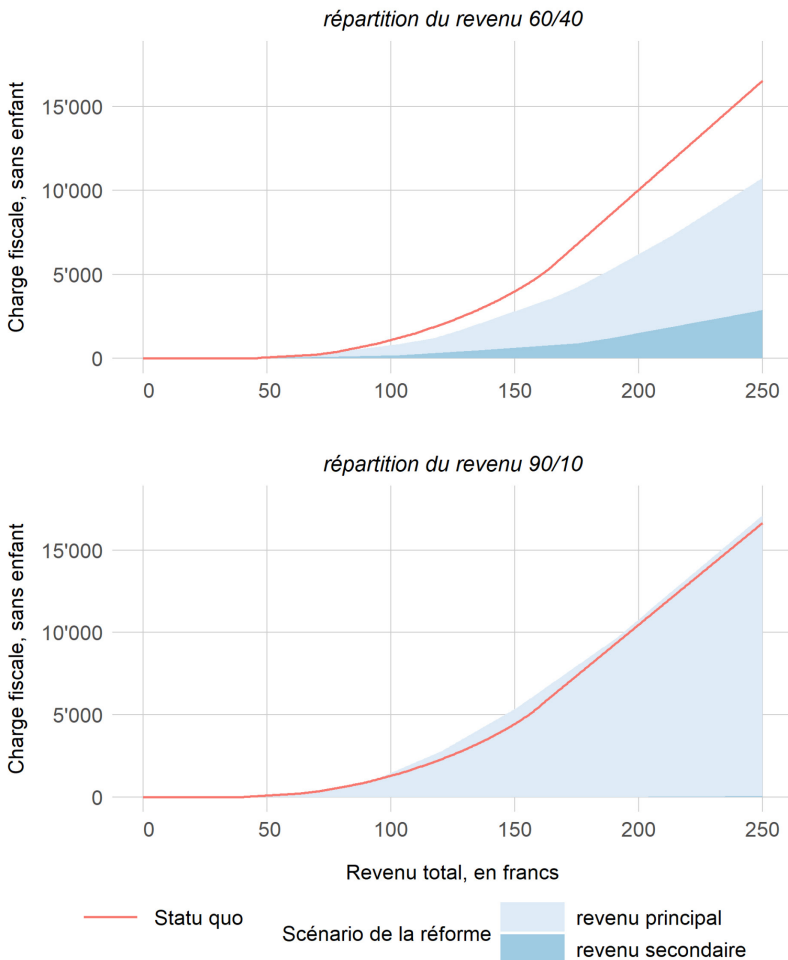 répartition du revenu 60/40
Charge fiscale, sans enfant
15'000
10'000
5'000
0
0 50 100 150 200 250
répartition du revenu 90/10
Charge fiscale, sans enfant
15'000
10'000
5'000
0
0 50 100 150 200 250
Revenu total, en francs
Statu quo
Scénario de la réforme
revenu principal
revenu secondaire